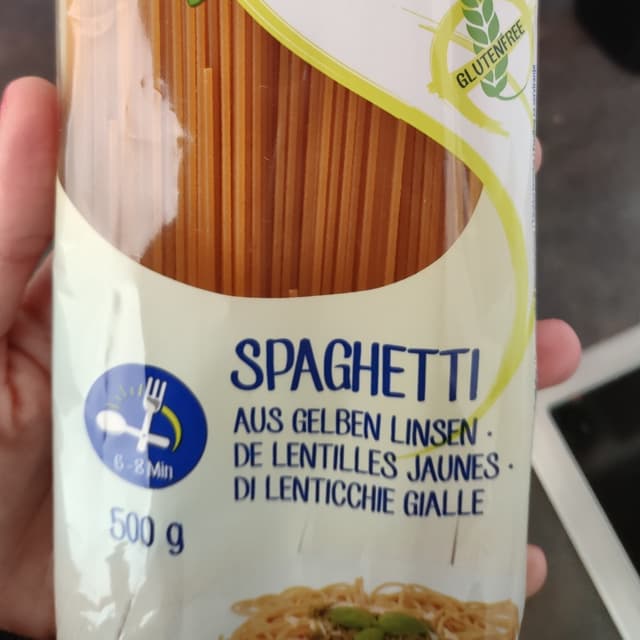 GLUTENFREE
SPAGHETTI
AUS GELBEN LINSEN ·
DE LENTILLES JAUNES ·
DI LENTICCHIE GIALLE
6-8 Min
500 g